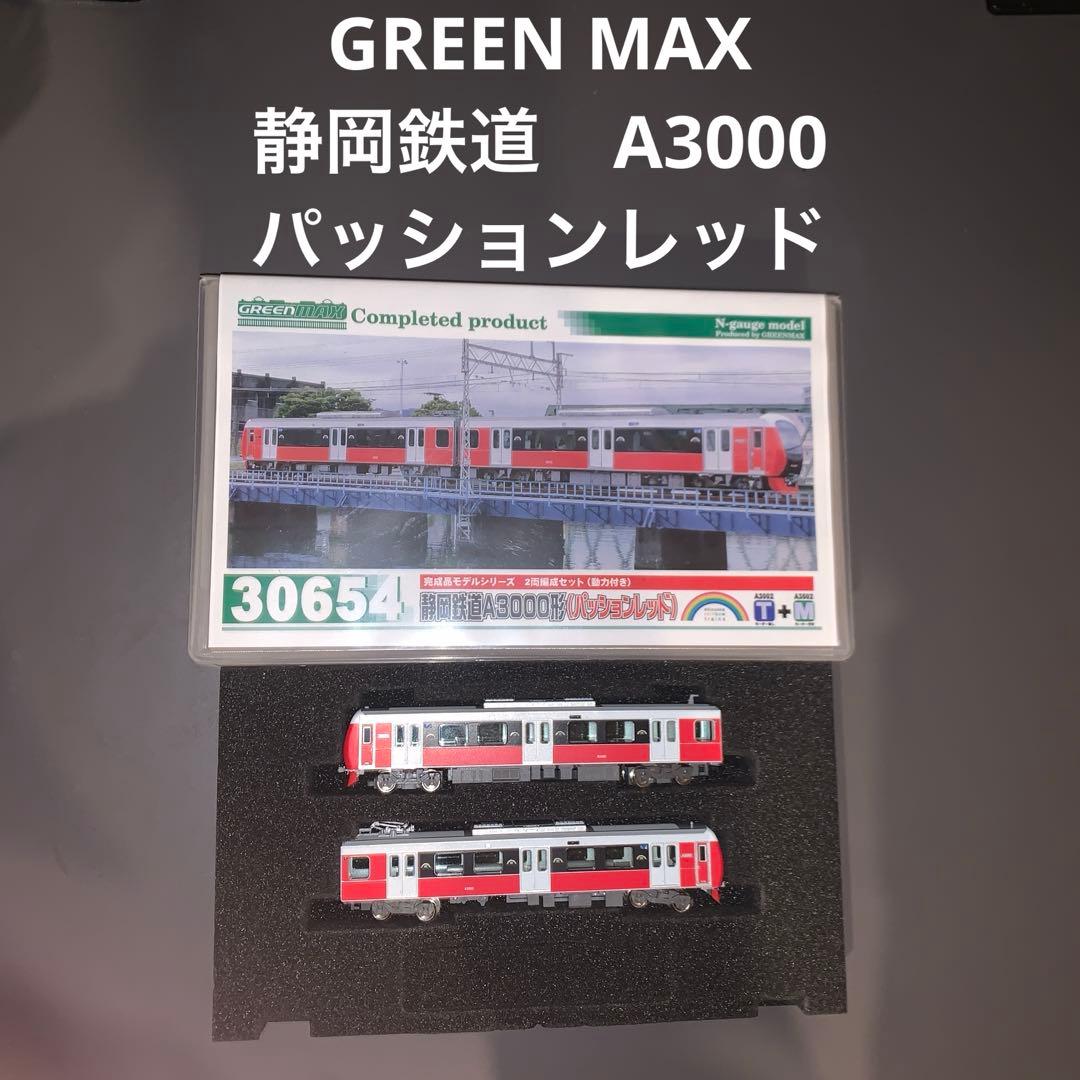 GREEN MAX
静岡鉄道　A3000
パッションレッド
GREENMAX Completed product
N-gauge model
Produced by GREENMAX
30654
完成品モデルシリーズ 2両編成セット(動力付き)
静岡鉄道A3000形(パッションレッド)
A3002 A3602
T+M